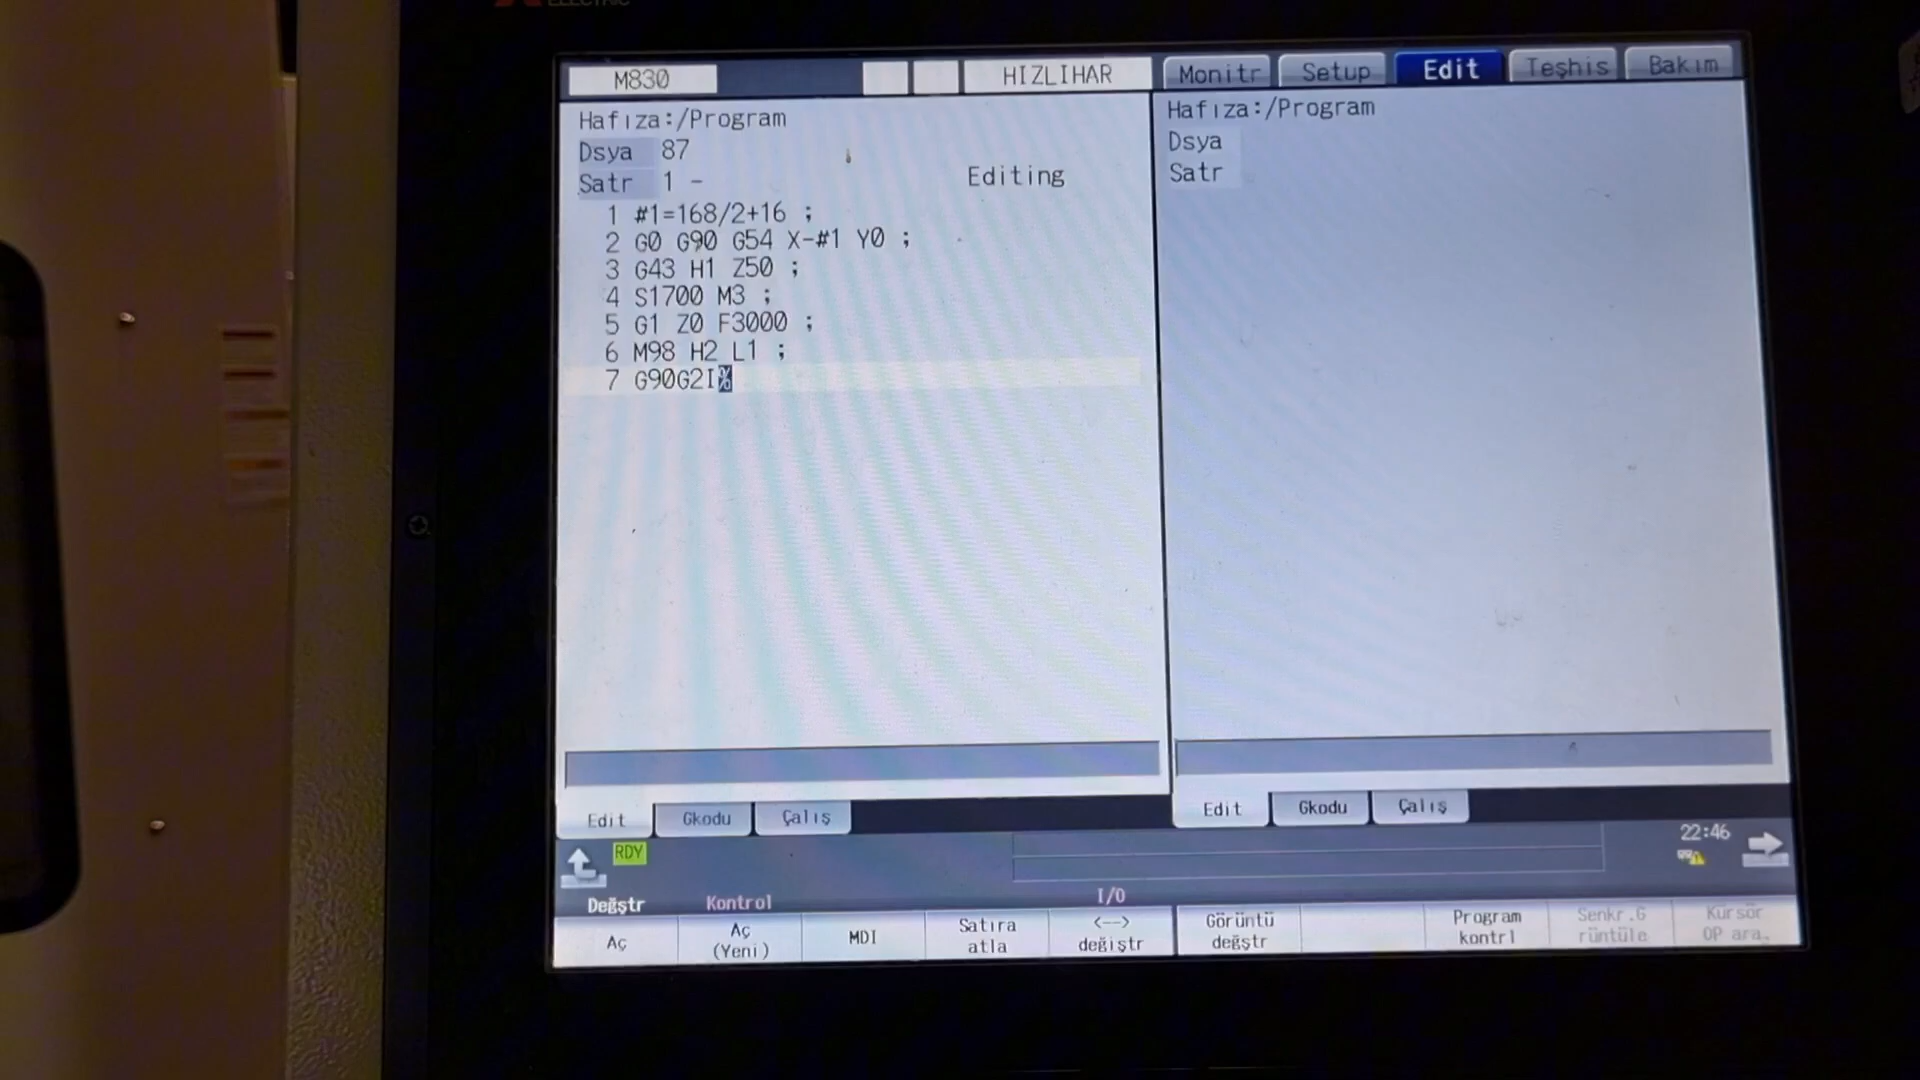 ELECTRIC
M830
HIZLIHAR
Monitr
Setup
Edit
Teşhis
Bakım
Hafıza:/Program
Dsya 87
Satr 1 -
Editing
1 #1=168/2+16 ;
2 G0 G90 G54 X-#1 Y0 ;
3 G43 H1 Z50 ;
4 S1700 M3 ;
5 G1 Z0 F3000 ;
6 M98 H2 L1 ;
7 G90G2I%
Hafıza:/Program
Dsya
Satr
Edit
Gkodu
Çalış
Edit
Gkodu
Çalış
RDY
22:46
Değştr
Kontrol
I/O
Aç
Aç
(Yeni)
MDI
Satıra
atla
<-->
değiştr
Görüntü
değştr
Program
kontrl
Senkr.G
rüntüle
Kürsör
OP ara.